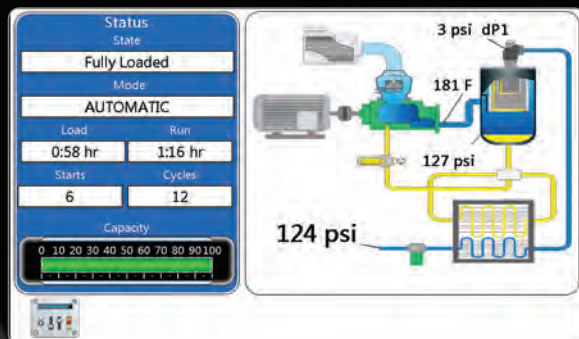 Status
State
Fully Loaded
Mode
AUTOMATIC
Load Run
0:58 hr 1:16 hr
Starts Cycles
6 12
Capacity
0 10 20 30 40 50 60 70 80 90 100
3 psi dP1
181 F
127 psi
124 psi